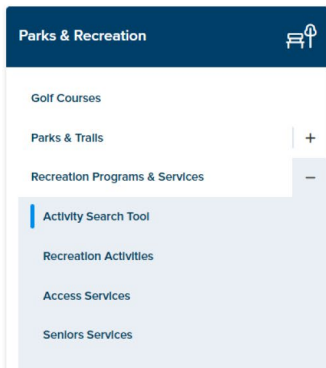 Parks & Recreation
Golf Courses
Parks & Trails
+
Recreation Programs & Services
–
Activity Search Tool
Recreation Activities
Access Services
Seniors Services